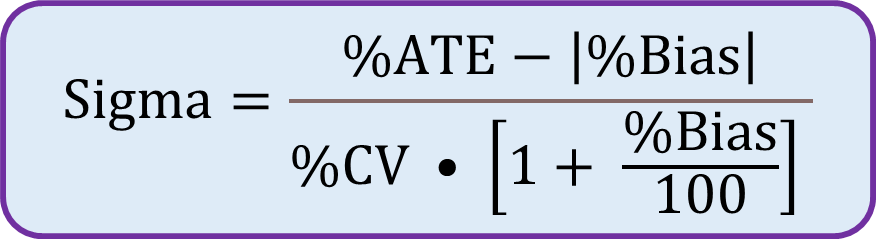 Sigma = %ATE − |%Bias|
%CV • [1 + %Bias
100]